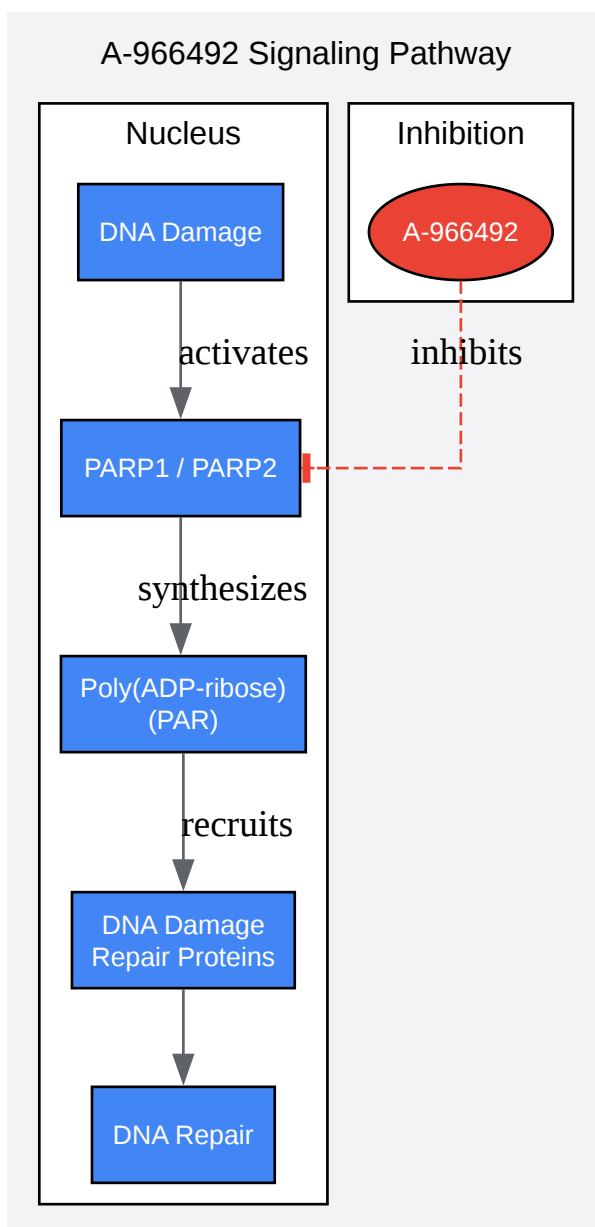 A-966492 Signaling Pathway
Nucleus
Inhibition
DNA Damage
A-966492
activates
inhibits
PARP1 / PARP2
synthesizes
Poly(ADP-ribose)
(PAR)
recruits
DNA Damage
Repair Proteins
DNA Repair